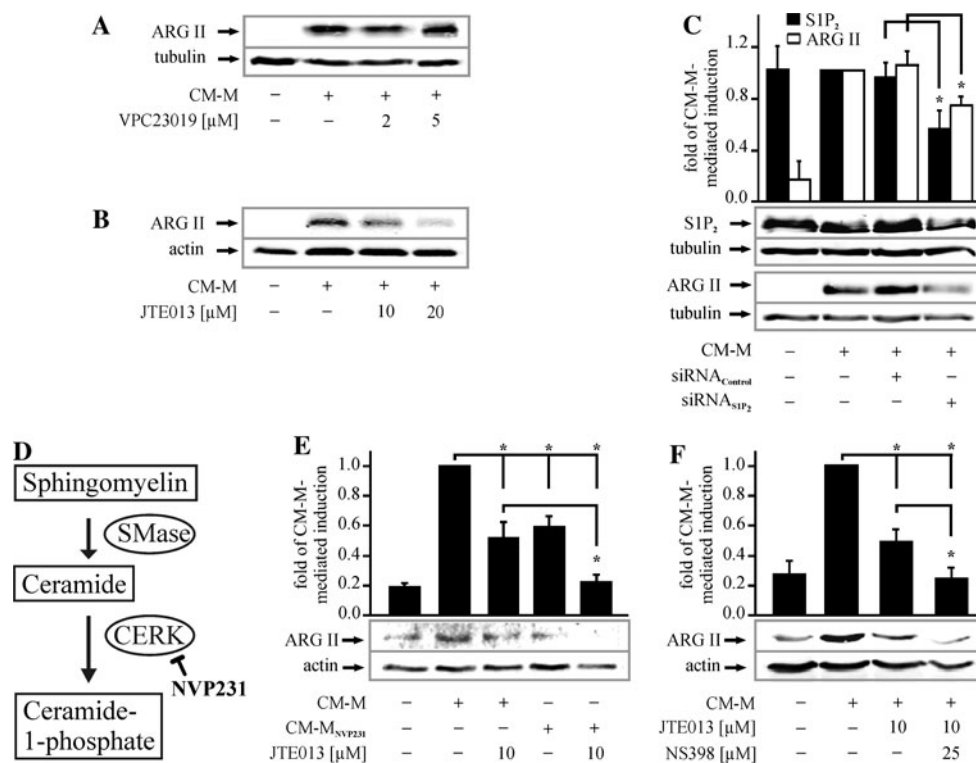 A
ARG II
tubulin
CM-M – + + +
VPC23019 [µM] – – 2 5
B
ARG II
actin
CM-M – + + +
JTE013 [µM] – – 10 20
C
S1P₂
ARG II
fold of CM-M-
mediated induction
1.2
0.8
0.4
0.0
* *
S1P₂
tubulin
ARG II
tubulin
CM-M – + + +
siRNA Control – – + –
siRNA S1P₂ – – – +
D
Sphingomyelin
SMase
Ceramide
CERK
NVP231
Ceramide-
1-phosphate
E
fold of CM-M-
mediated induction
1.0
0.8
0.6
0.4
0.2
0.0
* * *
*
ARG II
actin
CM-M – + + – –
CM-M NVP231 – – – + +
JTE013 [µM] – – 10 – 10
F
fold of CM-M-
mediated induction
1.0
0.8
0.6
0.4
0.2
0.0
* *
*
ARG II
actin
CM-M – + + +
JTE013 [µM] – – 10 10
NS398 [µM] – – – 25